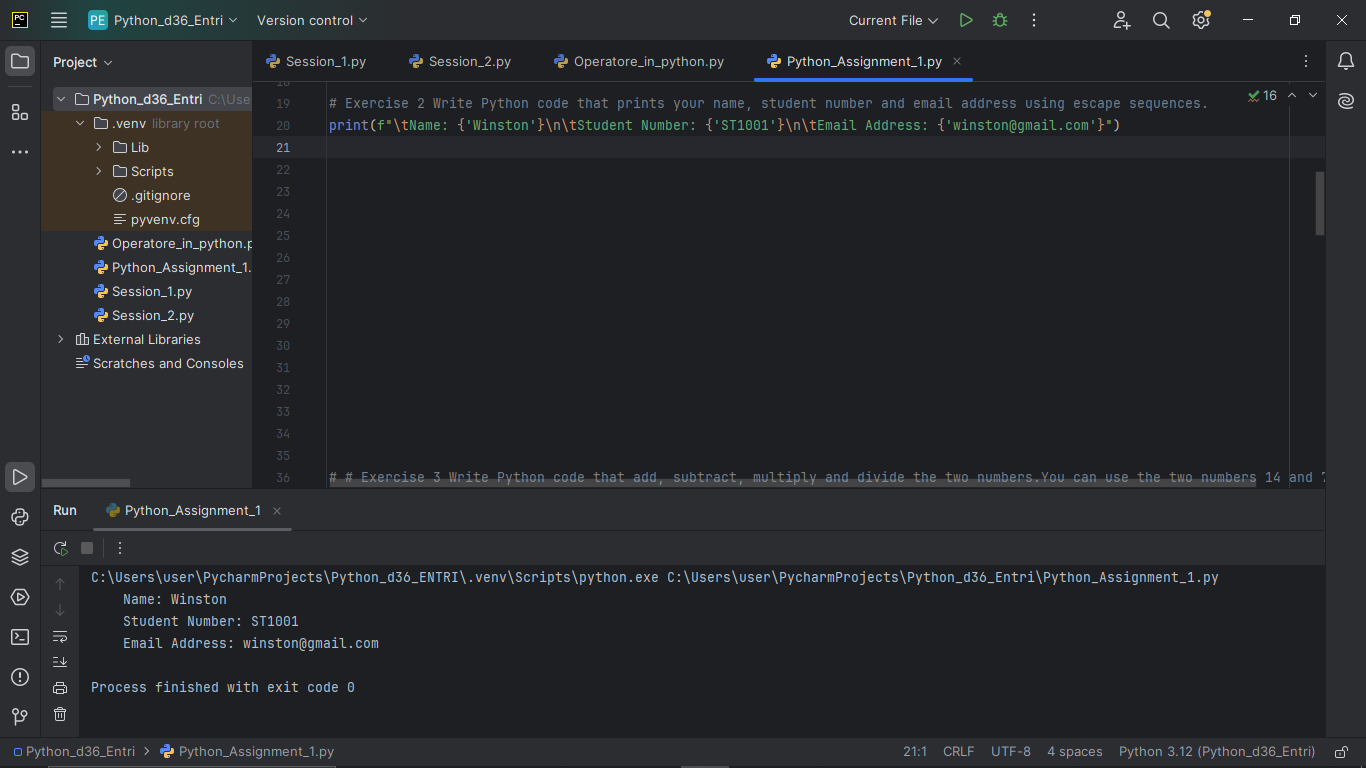 PC
PE Python_d36_Entri Version control Current File
Project
Session_1.py Session_2.py Operatore_in_python.py Python_Assignment_1.py
Python_d36_Entri C:\Use
.venv library root
Lib
Scripts
.gitignore
pyvenv.cfg
Operatore_in_python.p
Python_Assignment_1.
Session_1.py
Session_2.py
External Libraries
Scratches and Consoles
16
19 # Exercise 2 Write Python code that prints your name, student number and email address using escape sequences.
20 print(f"\tName: {'Winston'}\n\tStudent Number: {'ST1001'}\n\tEmail Address: {'winston@gmail.com'}")
21
22
23
24
25
26
27
28
29
30
31
32
33
34
35
36 # # Exercise 3 Write Python code that add, subtract, multiply and divide the two numbers.You can use the two numbers 14 and 7
Run Python_Assignment_1
C:\Users\user\PycharmProjects\Python_d36_ENTRI\.venv\Scripts\python.exe C:\Users\user\PycharmProjects\Python_d36_Entri\Python_Assignment_1.py
Name: Winston
Student Number: ST1001
Email Address: winston@gmail.com
Process finished with exit code 0
Python_d36_Entri Python_Assignment_1.py 21:1 CRLF UTF-8 4 spaces Python 3.12 (Python_d36_Entri)